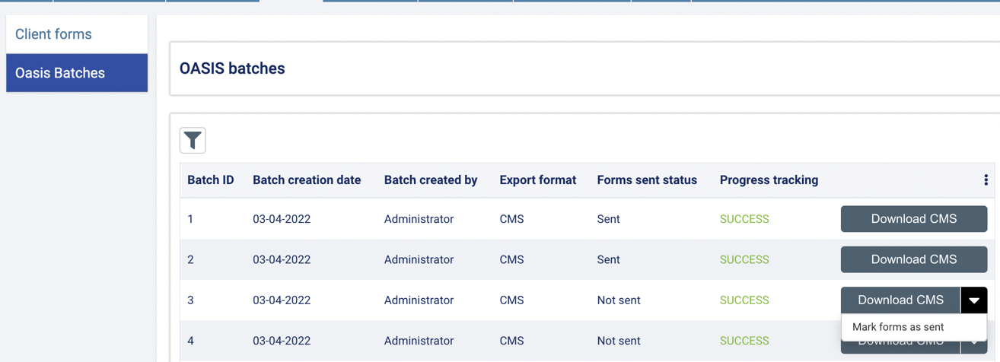 Client forms
Oasis Batches
OASIS batches
Batch ID Batch creation date Batch created by Export format Forms sent status Progress tracking
1 03-04-2022 Administrator CMS Sent SUCCESS Download CMS
2 03-04-2022 Administrator CMS Sent SUCCESS Download CMS
3 03-04-2022 Administrator CMS Not sent SUCCESS Download CMS
Mark forms as sent
4 03-04-2022 Administrator CMS Not sent SUCCESS Download CMS